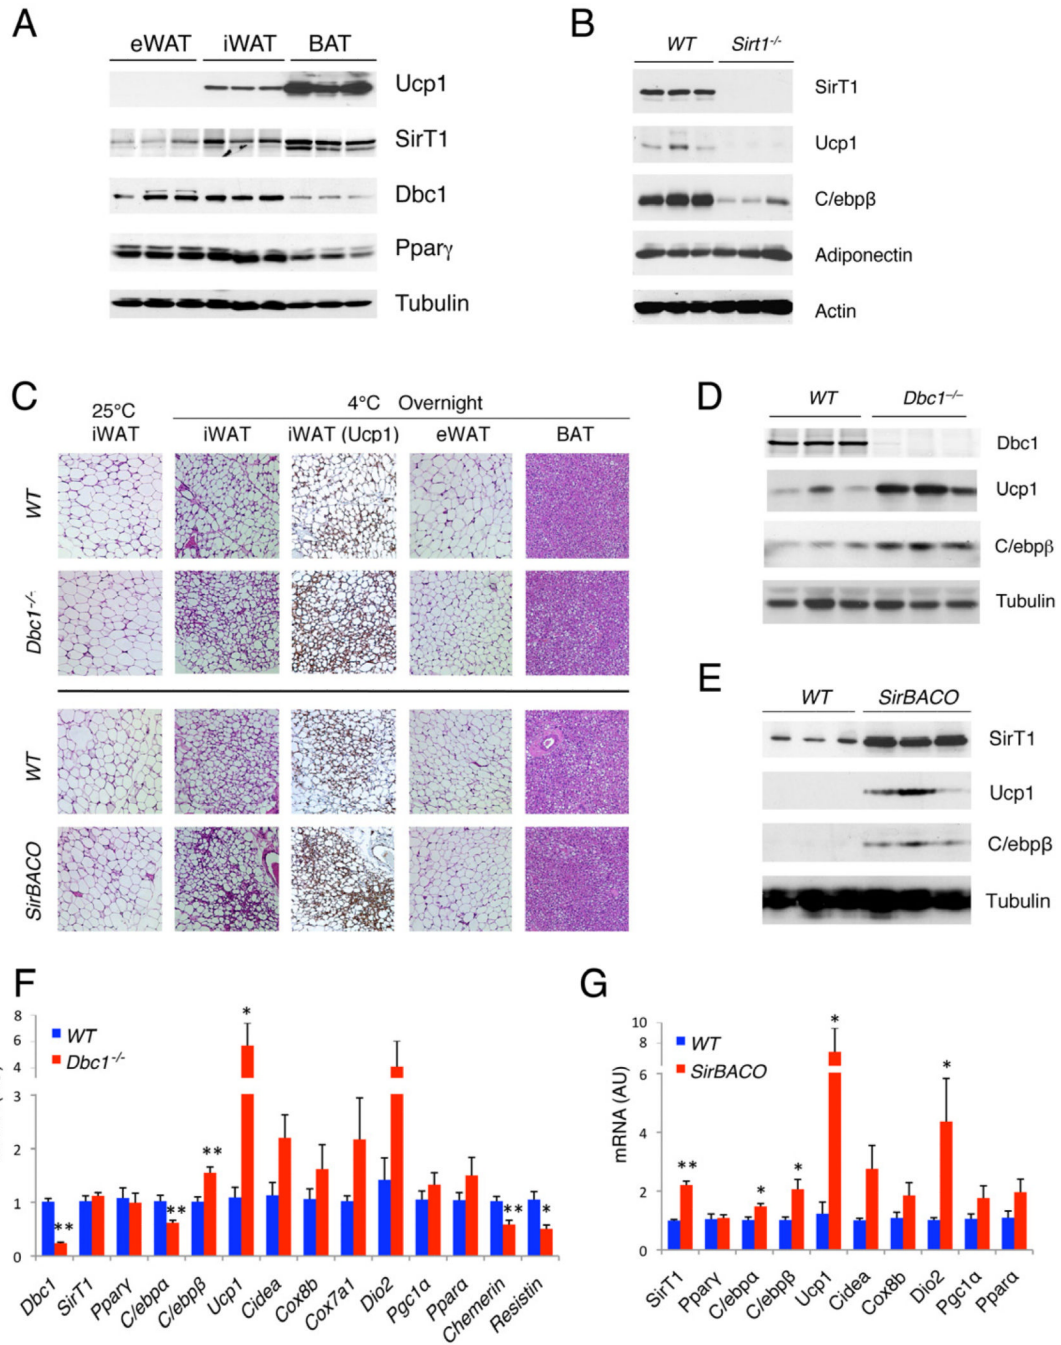 A
eWAT iWAT BAT
Ucp1
SirT1
Dbc1
Pparγ
Tubulin
B
WT Sirt1-/-
SirT1
Ucp1
C/ebpβ
Adiponectin
Actin
C
25°C
iWAT
4°C Overnight
iWAT iWAT (Ucp1) eWAT BAT
WT
Dbc1-/-
WT
SirBACO
D
WT Dbc1-/-
Dbc1
Ucp1
C/ebpβ
Tubulin
E
WT SirBACO
SirT1
Ucp1
C/ebpβ
Tubulin
F
8
6
4
3
2
1
0
WT
Dbc1-/-
**
**
*
**
*
Dbc1 SirT1 Pparγ C/ebpα C/ebpβ Ucp1 Cidea Cox8b Cox7a1 Dio2 Pgc1α Pparα Chemerin Resistin
G
mRNA (AU)
10
8
6
4
2
0
WT
SirBACO
**
*
*
*
*
SirT1 Pparγ C/ebpα C/ebpβ Ucp1 Cidea Cox8b Dio2 Pgc1α Pparα